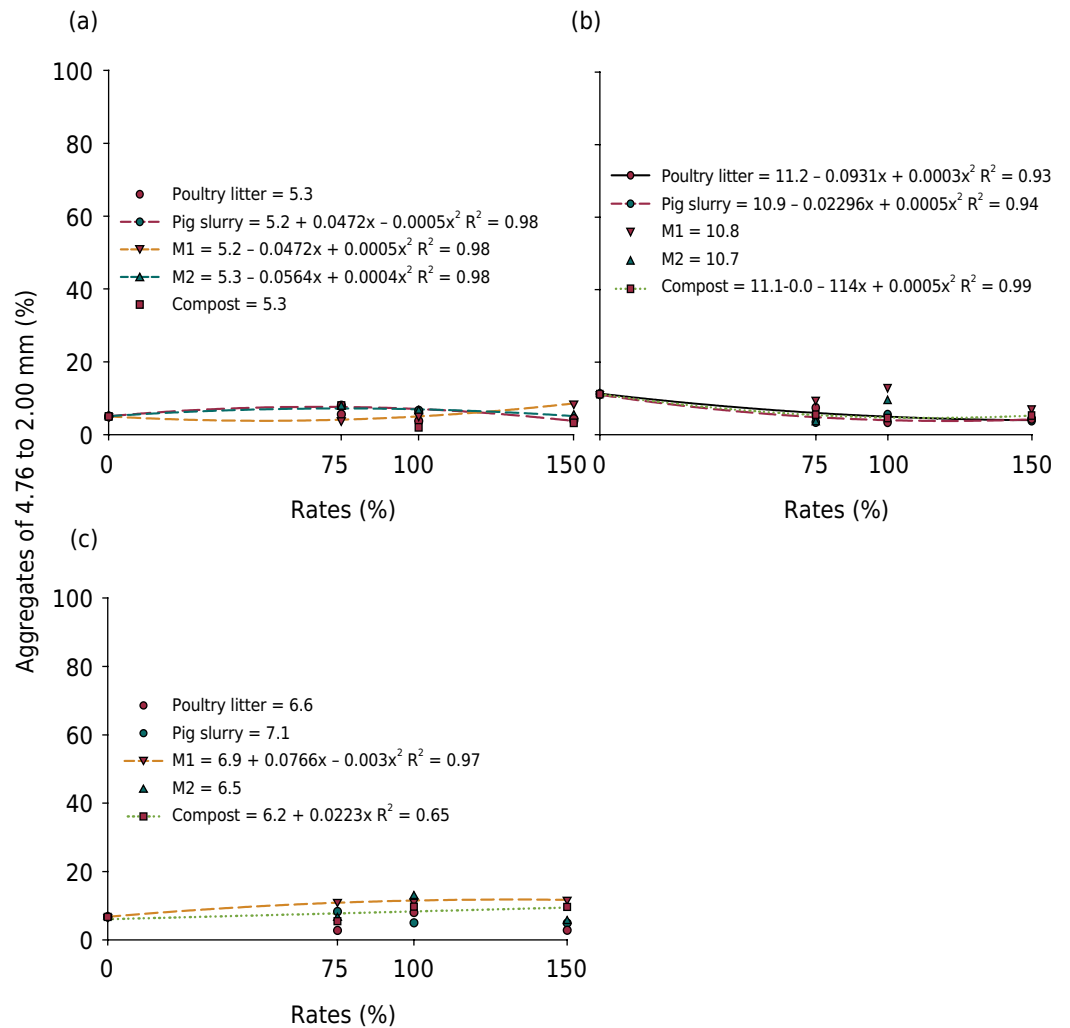 (a)
100
80
60
40
20
0
Poultry litter = 5.3
Pig slurry = 5.2 + 0.0472x – 0.0005x² R² = 0.98
M1 = 5.2 – 0.0472x + 0.0005x² R² = 0.98
M2 = 5.3 – 0.0564x + 0.0004x² R² = 0.98
Compost = 5.3
0 75 100 150
Rates (%)
(b)
Poultry litter = 11.2 – 0.0931x + 0.0003x² R² = 0.93
Pig slurry = 10.9 – 0.02296x + 0.0005x² R² = 0.94
M1 = 10.8
M2 = 10.7
Compost = 11.1-0.0 – 114x + 0.0005x² R² = 0.99
0 75 100 150
Rates (%)
Aggregates of 4.76 to 2.00 mm (%)
(c)
100
80
60
40
20
0
Poultry litter = 6.6
Pig slurry = 7.1
M1 = 6.9 + 0.0766x – 0.003x² R² = 0.97
M2 = 6.5
Compost = 6.2 + 0.0223x R² = 0.65
0 75 100 150
Rates (%)